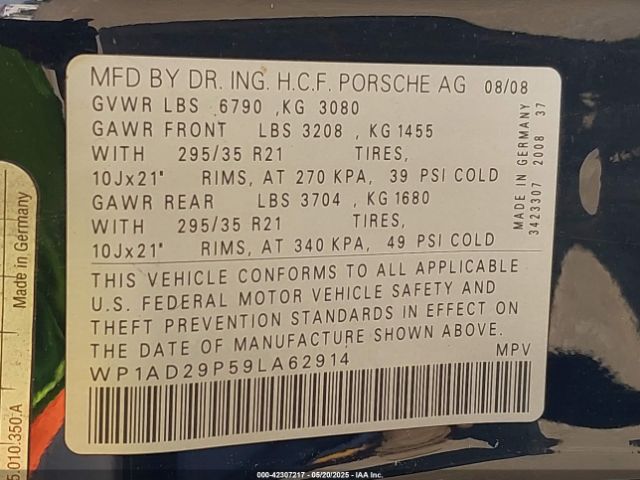 MFD BY DR. ING. H.C.F. PORSCHE AG 08/08
GVWR LBS 6790 ,KG 3080
GAWR FRONT LBS 3208 , KG 1455
WITH 295/35 R21 TIRES,
10Jx21" RIMS, AT 270 KPA, 39 PSI COLD
GAWR REAR LBS 3704 , KG 1680
WITH 295/35 R21 TIRES,
10Jx21" RIMS, AT 340 KPA, 49 PSI COLD
MADE IN GERMANY
3423307 2008 37
THIS VEHICLE CONFORMS TO ALL APPLICABLE
U.S. FEDERAL MOTOR VEHICLE SAFETY AND
THEFT PREVENTION STANDARDS IN EFFECT ON
THE DATE OF MANUFACTURE SHOWN ABOVE.
WP1AD29P59LA62914 MPV
Made in Germany
5.010.350.A
000-42307217 - 05/20/2025 - IAA Inc.